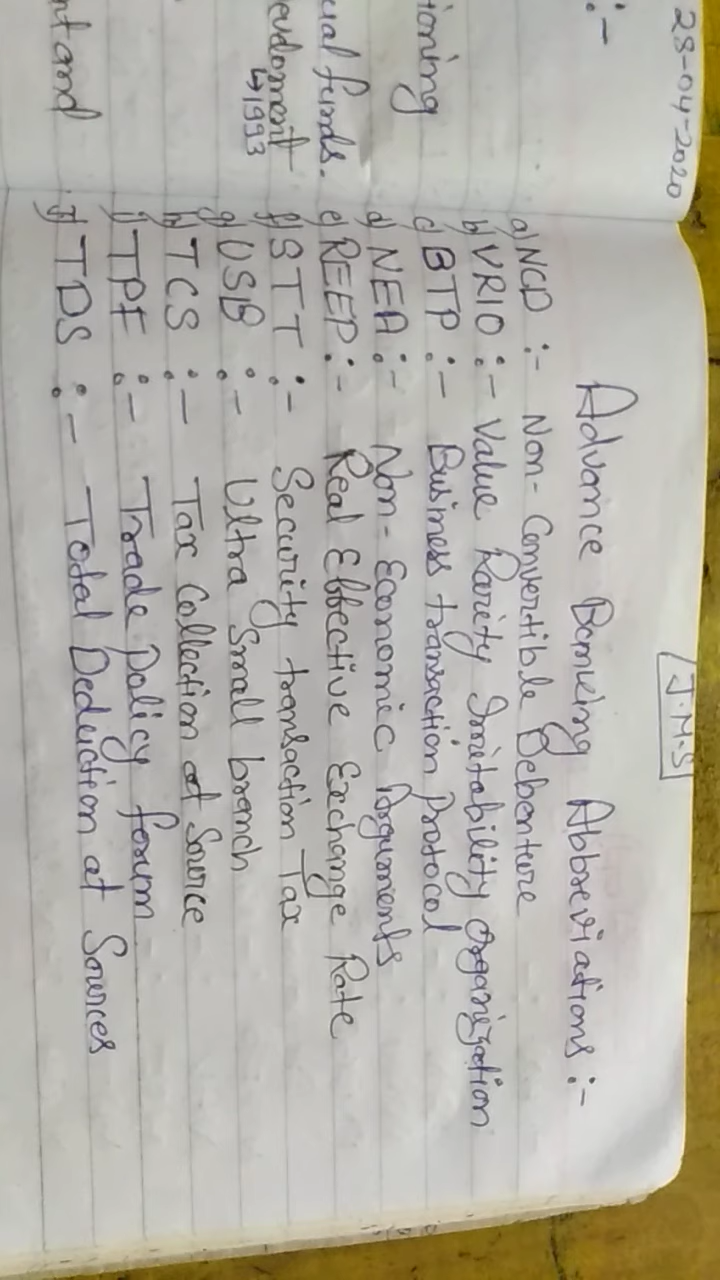 28-04-2020
:-
ioning
ual funds.
↳1993
nt and
J.M.S
Advance Banking Abbreviations :-
a) NCD :- Non-Convertible Debenture
b) VRIO :- Value Rarity Imitability Organization
c) BTP :- Business transaction Protocol
d) NEA :- Non-Economic Arguments
e) REEP :- Real Effective Exchange Rate
f) STT :- Security transaction Tax
g) USB :- Ultra Small branch
h) TCS :- Tax Collection at Source
i) TPF :- Trade policy forum
j) TDS :- Total Deduction at Sources